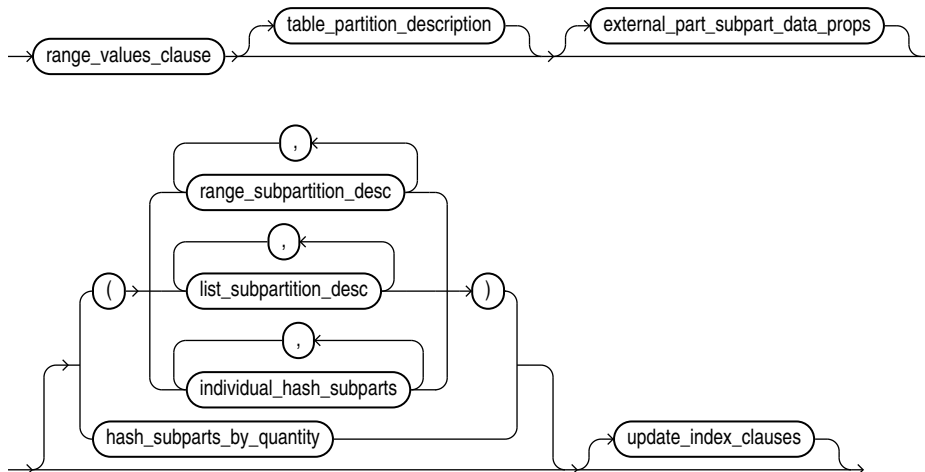 table_partition_description external_part_subpart_data_props
range_values_clause
,
range_subpartition_desc
,
( list_subpartition_desc )
,
individual_hash_subparts
hash_subparts_by_quantity update_index_clauses